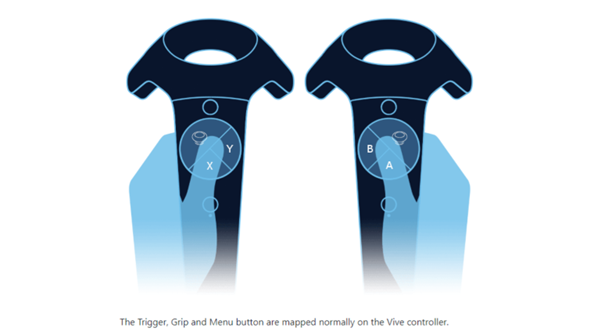 Y
X
B
A
The Trigger, Grip and Menu button are mapped normally on the Vive controller.